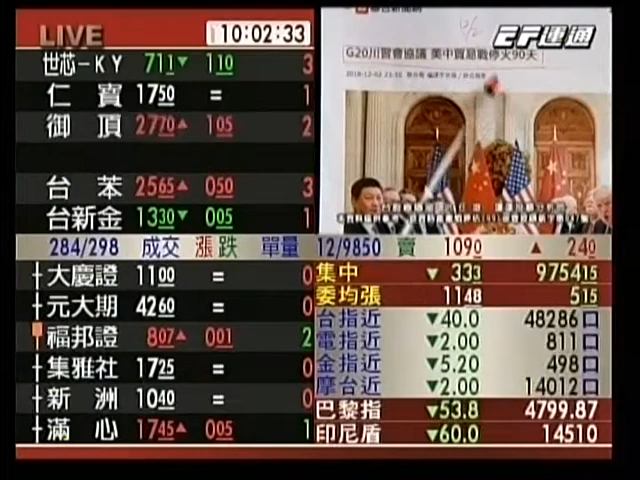 LIVE 10:02:33
世芯-KY 711▼ 110 3
仁寶 1750 = 1
御頂 2770▲ 105 2
台苯 2565▲ 050 3
台新金 1330▼ 005 1
運通
G20川習會協議 美中貿易戰停火90天
284/298 成交 漲跌 單量 12/9850 賣 1090 ▲ 240
大慶證 1100 = 0
元大期 4260 = 0
福邦證 807▲ 001 2
集雅社 1725 = 0
新洲 1040 = 0
滿心 1745▲ 005 1
集中 ▼ 333 975415
委均張 1148 515
台指近 ▼40.0 48286口
電指近 ▼2.00 811口
金指近 ▼5.20 498口
摩台近 ▼2.00 14012口
巴黎指 ▼53.8 4799.87
印尼盾 ▼60.0 14510